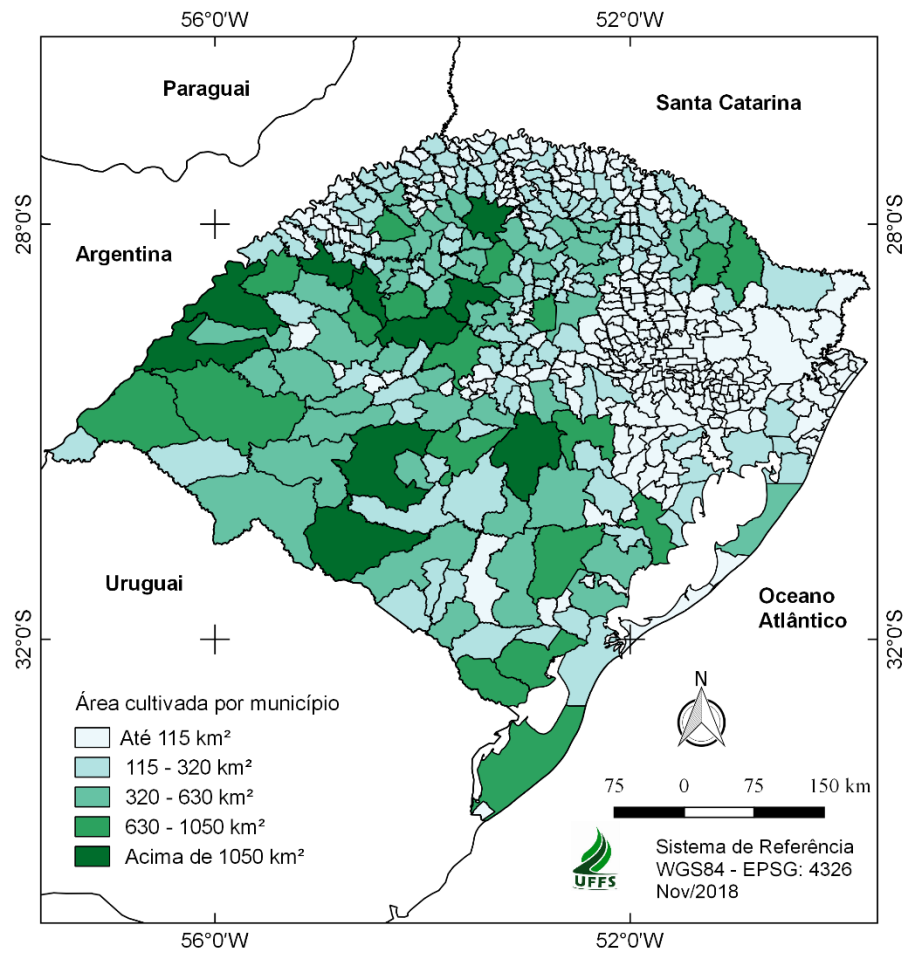 56°0'W 52°0'W
Paraguai
Santa Catarina
28°0'S 28°0'S
Argentina
Uruguai
Oceano
Atlântico
32°0'S 32°0'S
N
Área cultivada por município
Até 115 km²
115 - 320 km²
320 - 630 km²
630 - 1050 km²
Acima de 1050 km²
75 0 75 150 km
UFFS
Sistema de Referência
WGS84 - EPSG: 4326
Nov/2018
56°0'W 52°0'W